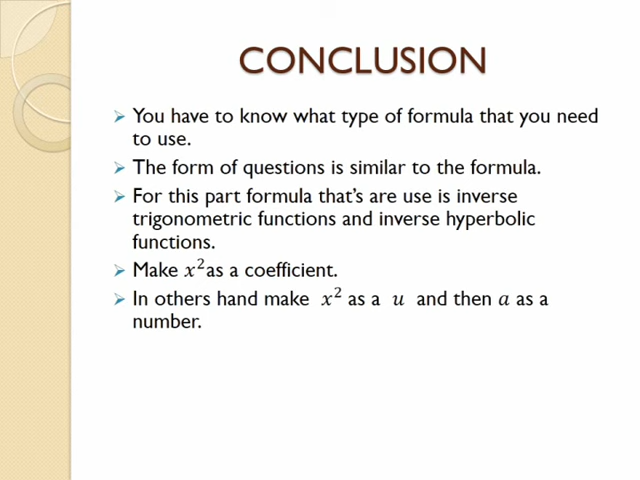 CONCLUSION
➤ You have to know what type of formula that you need
to use.
➤ The form of questions is similar to the formula.
➤ For this part formula that's are use is inverse
trigonometric functions and inverse hyperbolic
functions.
➤ Make x² as a coefficient.
➤ In others hand make x² as a u and then a as a
number.